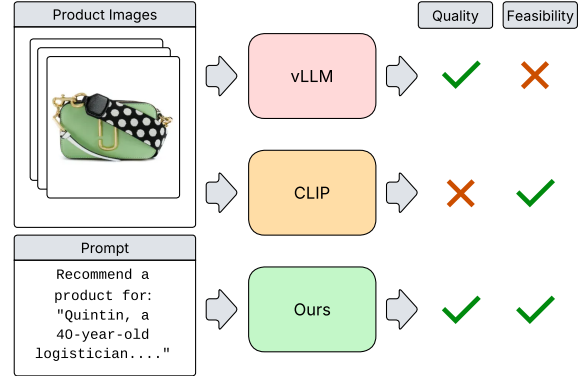 Product Images
Quality
Feasibility
vLLM
CLIP
Prompt
Recommend a
product for:
"Quintin, a
40-year-old
logistician...."
Ours